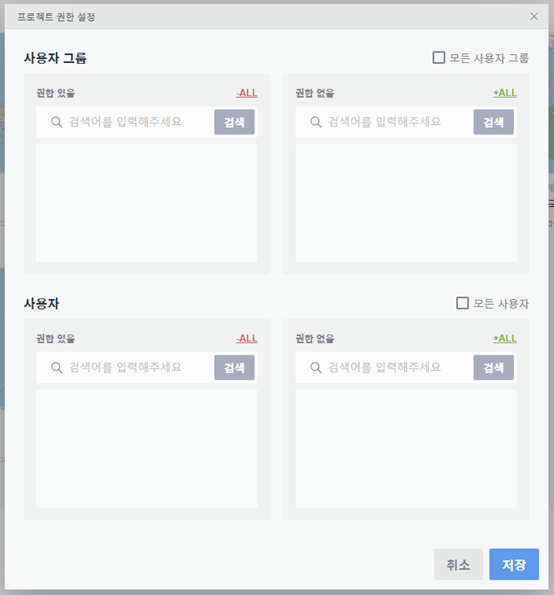 프로젝트 권한 설정
사용자 그룹
모든 사용자 그룹
권한 있음
-ALL
권한 없음
+ALL
검색어를 입력해주세요
검색
검색어를 입력해주세요
검색
사용자
모든 사용자
권한 있음
-ALL
권한 없음
+ALL
검색어를 입력해주세요
검색
검색어를 입력해주세요
검색
취소
저장